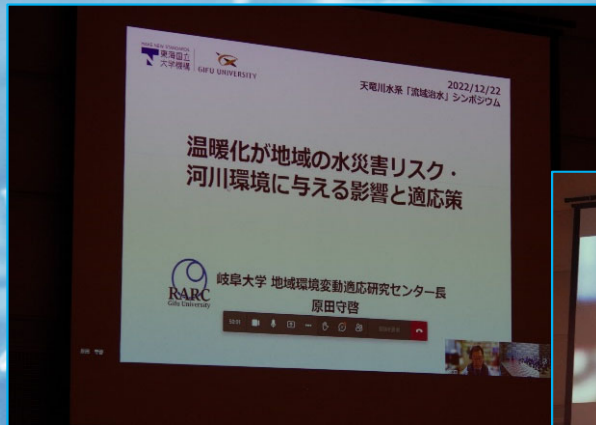 MAKE NEW STANDARDS.
東海国立
大学機構
GIFU UNIVERSITY
2022/12/22
天竜川水系「流域治水」シンポジウム
温暖化が地域の水災害リスク・
河川環境に与える影響と適応策
RARC
Gifu University
岐阜大学 地域環境変動適応研究センター長
原田守啓